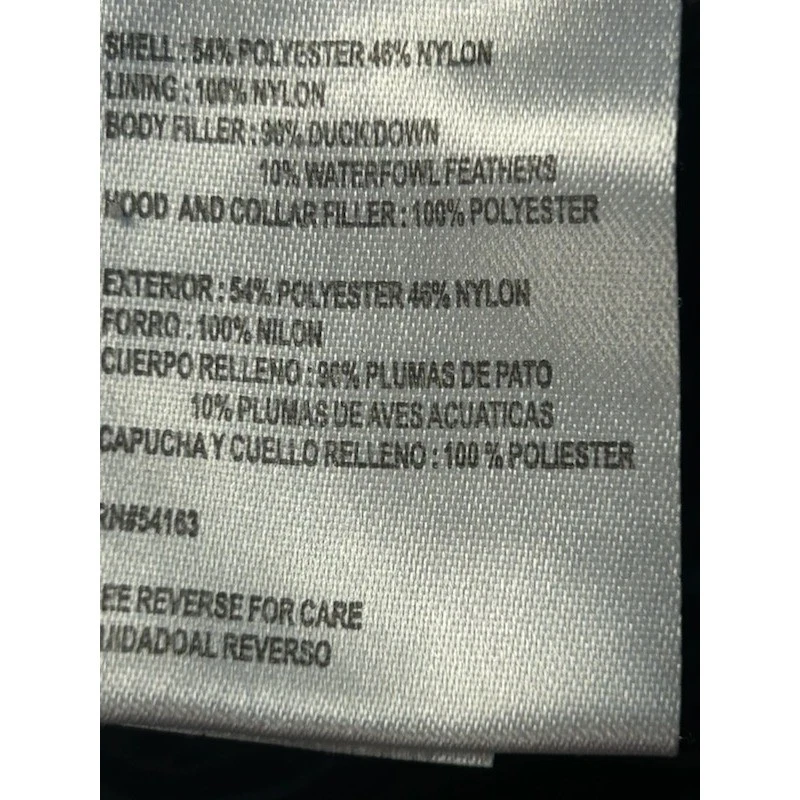 SHELL : 54% POLYESTER 46% NYLON
LINING : 100% NYLON
BODY FILLER : 90% DUCK DOWN
10% WATERFOWL FEATHERS
HOOD AND COLLAR FILLER : 100% POLYESTER
EXTERIOR : 54% POLYESTER 46% NYLON
FORRO : 100% NILON
CUERPO RELLENO : 90% PLUMAS DE PATO
10% PLUMAS DE AVES ACUATICAS
CAPUCHA Y CUELLO RELLENO : 100 % POLIESTER
RN#54163
EE REVERSE FOR CARE
UIDADOAL REVERSO